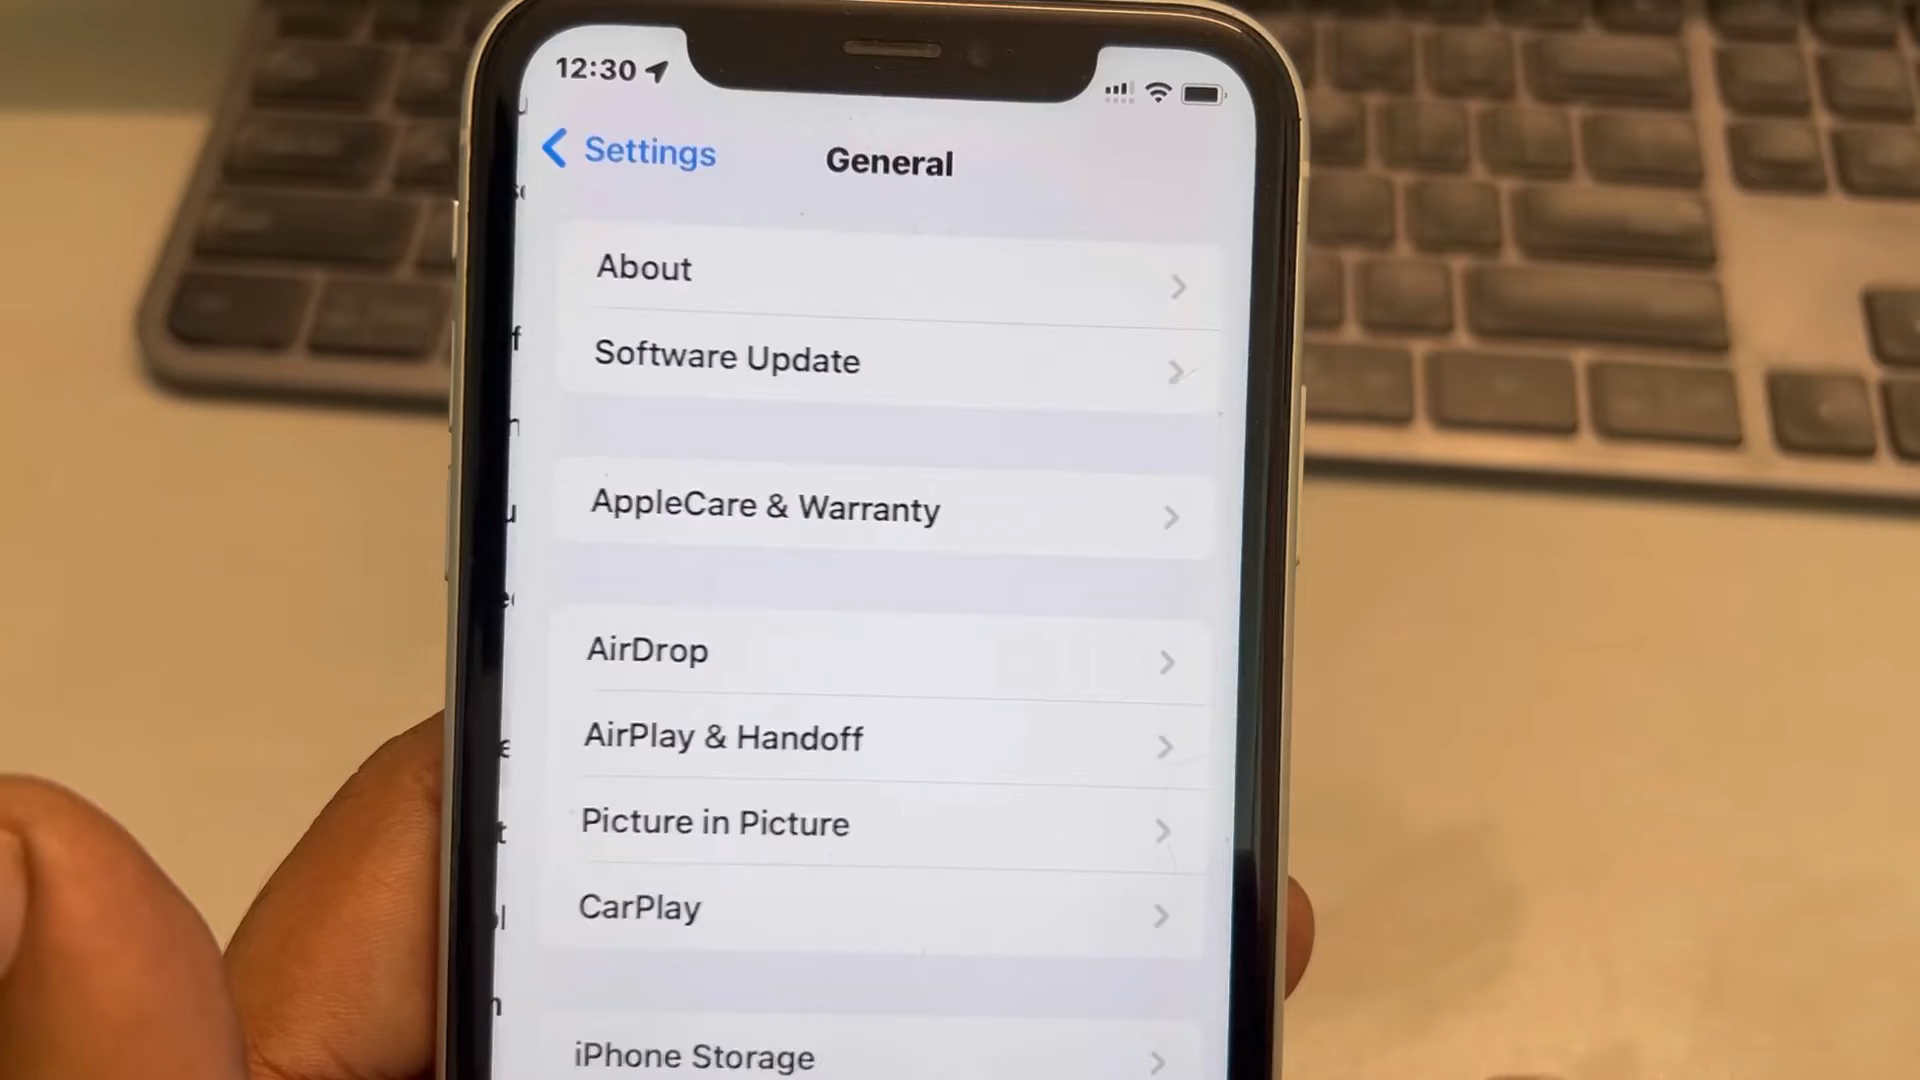 12:30
Settings
General
About
Software Update
AppleCare & Warranty
AirDrop
AirPlay & Handoff
Picture in Picture
CarPlay
iPhone Storage